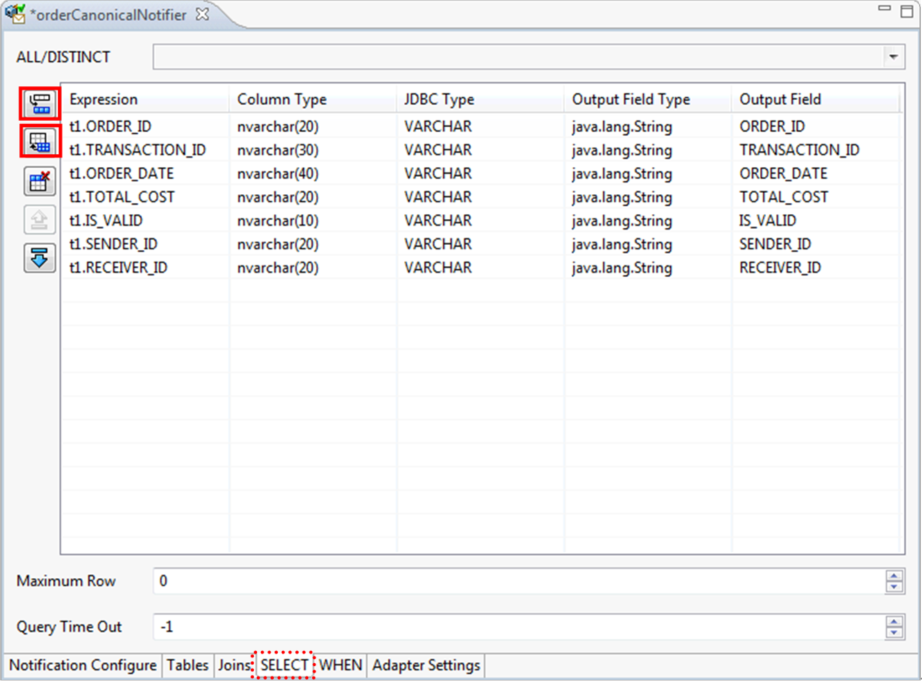 *orderCanonicalNotifier
ALL/DISTINCT
Expression Column Type JDBC Type Output Field Type Output Field
t1.ORDER_ID nvarchar(20) VARCHAR java.lang.String ORDER_ID
t1.TRANSACTION_ID nvarchar(30) VARCHAR java.lang.String TRANSACTION_ID
t1.ORDER_DATE nvarchar(40) VARCHAR java.lang.String ORDER_DATE
t1.TOTAL_COST nvarchar(20) VARCHAR java.lang.String TOTAL_COST
t1.IS_VALID nvarchar(10) VARCHAR java.lang.String IS_VALID
t1.SENDER_ID nvarchar(20) VARCHAR java.lang.String SENDER_ID
t1.RECEIVER_ID nvarchar(20) VARCHAR java.lang.String RECEIVER_ID
Maximum Row 0
Query Time Out -1
Notification Configure Tables Joins SELECT WHEN Adapter Settings